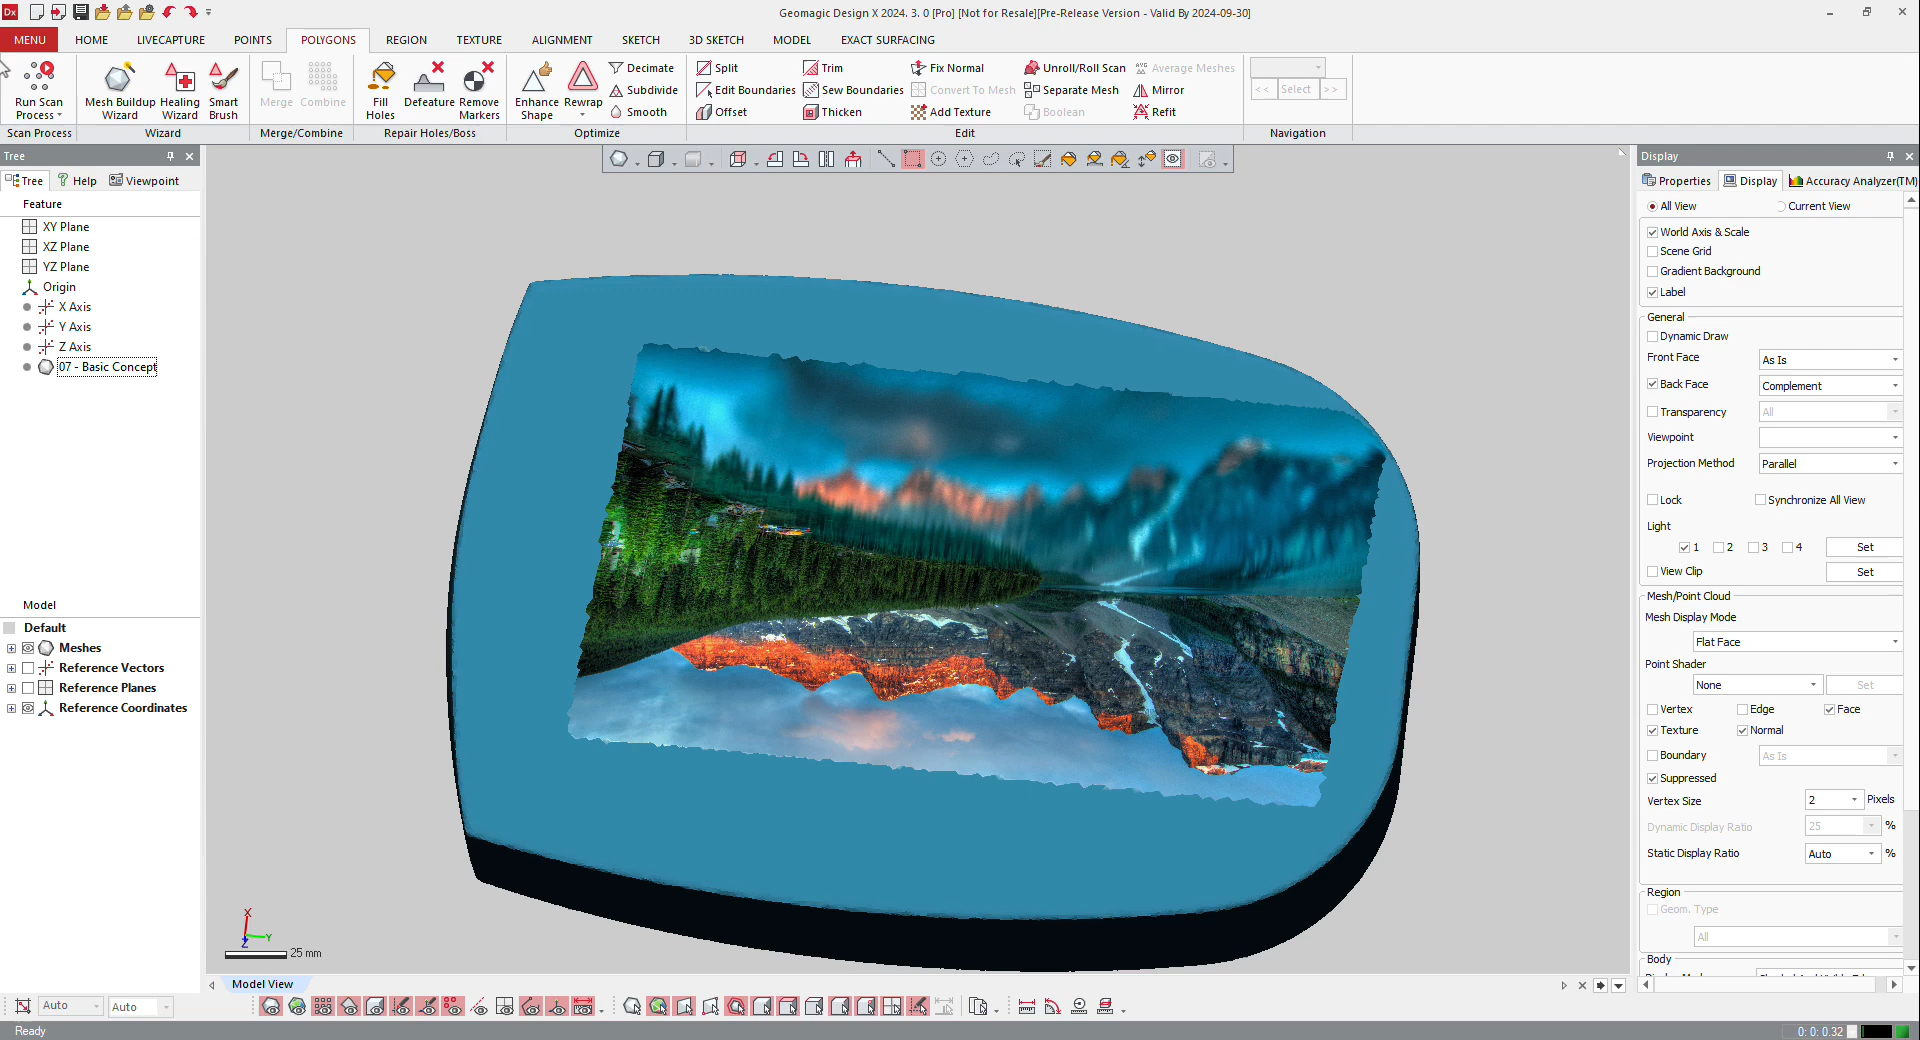 Geomagic Design X 2024. 3. 0 [Pro] [Not for Resale][Pre-Release Version - Valid By 2024-09-30]
Dx
MENU HOME LIVECAPTURE POINTS POLYGONS REGION TEXTURE ALIGNMENT SKETCH 3D SKETCH MODEL EXACT SURFACING
Run Scan Process
Mesh Buildup Wizard
Healing Wizard
Smart Brush
Merge
Combine
Fill Holes
Defeature
Remove Markers
Enhance Shape
Rewrap
Decimate
Subdivide
Smooth
Split Trim Fix Normal Unroll/Roll Scan Average Meshes
Edit Boundaries Sew Boundaries Convert To Mesh Separate Mesh Mirror
Offset Thicken Add Texture Boolean Refit
<< Select >>
Scan Process Wizard Merge/Combine Repair Holes/Boss Optimize Edit Navigation
Tree
Tree Help Viewpoint
Feature
XY Plane
XZ Plane
YZ Plane
Origin
X Axis
Y Axis
Z Axis
07 - Basic Concept
Model
Default
Meshes
Reference Vectors
Reference Planes
Reference Coordinates
X
Y
Z
25 mm
Model View
Display
Properties Display Accuracy Analyzer(TM)
All View Current View
World Axis & Scale
Scene Grid
Gradient Background
Label
General
Dynamic Draw
Front Face As Is
Back Face Complement
Transparency All
Viewpoint
Projection Method Parallel
Lock Synchronize All View
Light
1 2 3 4 Set
View Clip Set
Mesh/Point Cloud
Mesh Display Mode
Flat Face
Point Shader
None Set
Vertex Edge Face
Texture Normal
Boundary As Is
Suppressed
Vertex Size 2 Pixels
Dynamic Display Ratio 25 %
Static Display Ratio Auto %
Region
Geom. Type
All
Body
Auto Auto
Ready
0: 0: 0.32